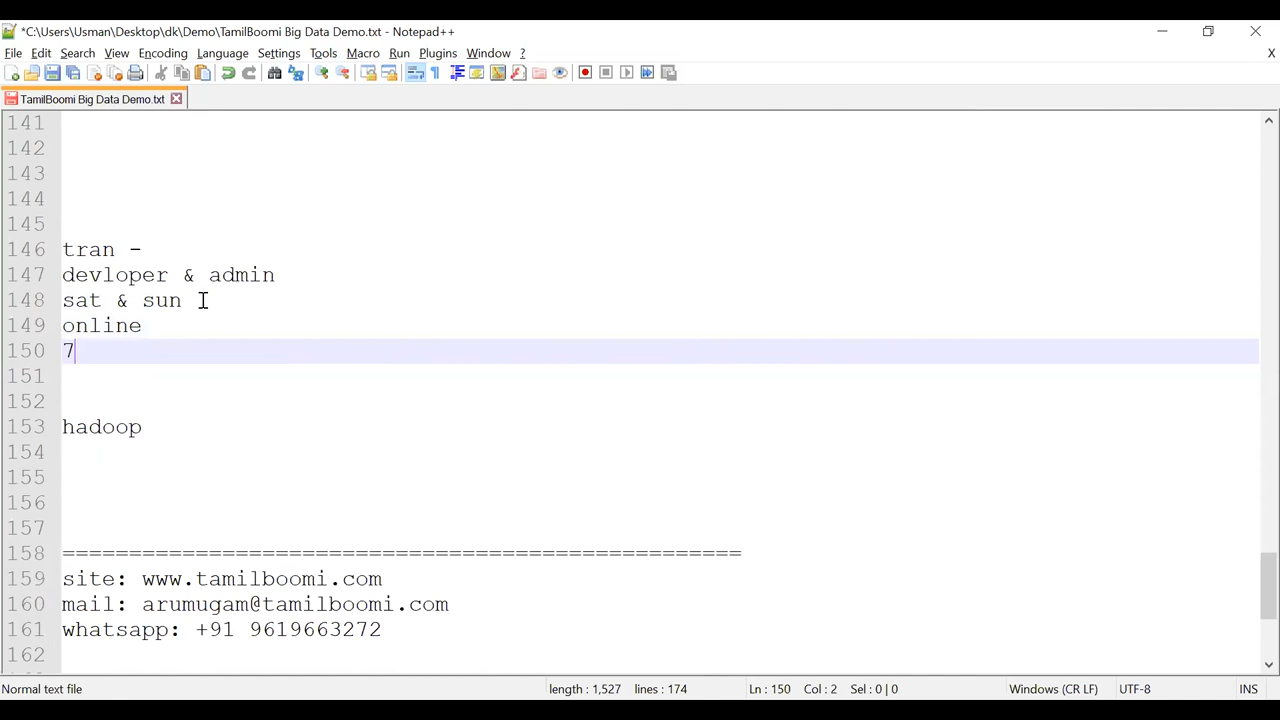 *C:\Users\Usman\Desktop\dk\Demo\TamilBoomi Big Data Demo.txt - Notepad++
File Edit Search View Encoding Language Settings Tools Macro Run Plugins Window ? X
TamilBoomi Big Data Demo.txt
141
142
143
144
145
146 tran -
147 devloper & admin
148 sat & sun
149 online
150 7
151
152
153 hadoop
154
155
156
157
158 ===================================================
159 site: www.tamilboomi.com
160 mail: arumugam@tamilboomi.com
161 whatsapp: +91 9619663272
162
Normal text file length : 1,527 lines : 174 Ln : 150 Col : 2 Sel : 0 | 0 Windows (CR LF) UTF-8 INS